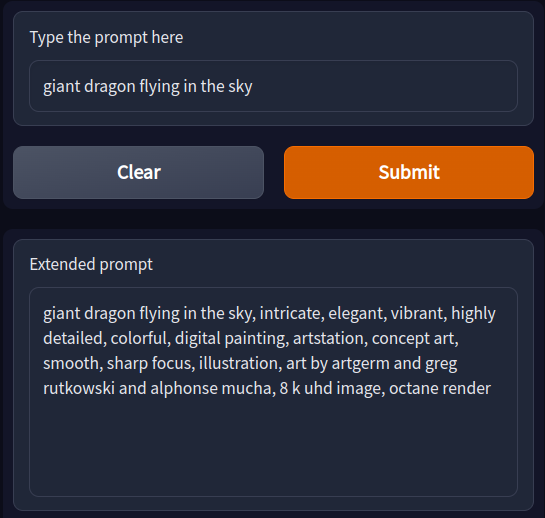 Type the prompt here
giant dragon flying in the sky
Clear
Submit
Extended prompt
giant dragon flying in the sky, intricate, elegant, vibrant, highly
detailed, colorful, digital painting, artstation, concept art,
smooth, sharp focus, illustration, art by artgerm and greg
rutkowski and alphonse mucha, 8 k uhd image, octane render